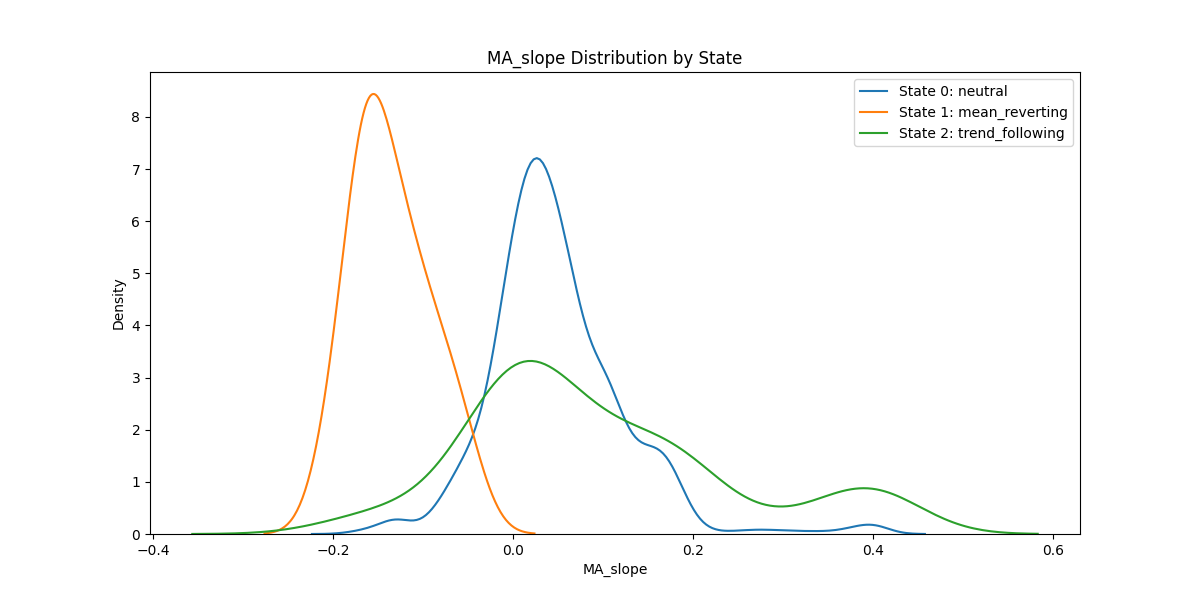 MA_slope Distribution by State
State 0: neutral
State 1: mean_reverting
State 2: trend_following
Density
8
7
6
5
4
3
2
1
0
−0.4
−0.2
0.0
0.2
0.4
0.6
MA_slope